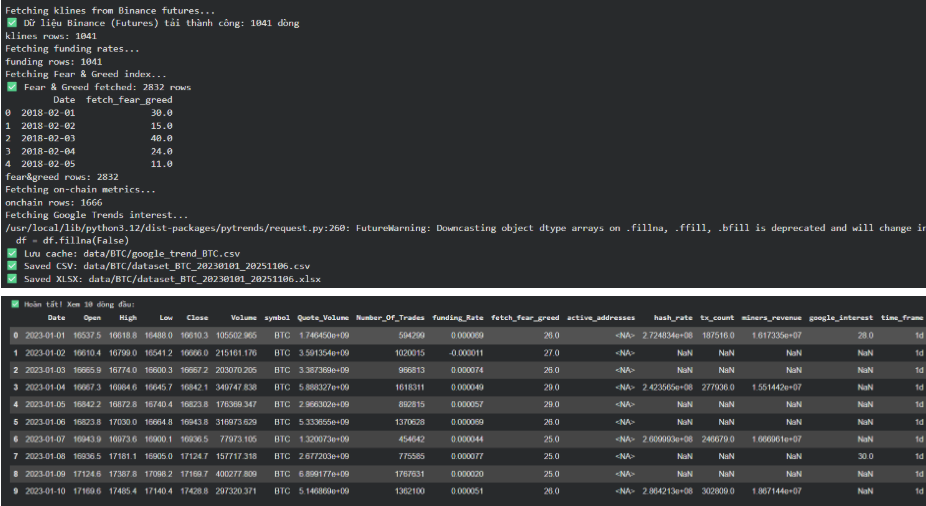 Fetching klines from Binance futures...
✅ Dữ liệu Binance (Futures) tải thành công: 1041 dòng
klines rows: 1041
Fetching funding rates...
funding rows: 1041
Fetching Fear & Greed index...
✅ Fear & Greed fetched: 2832 rows
Date fetch_fear_greed
0 2018-02-01 30.0
1 2018-02-02 15.0
2 2018-02-03 40.0
3 2018-02-04 24.0
4 2018-02-05 11.0
fear&greed rows: 2832
Fetching on-chain metrics...
onchain rows: 1666
Fetching Google Trends interest...
/usr/local/lib/python3.12/dist-packages/pytrends/request.py:260: FutureWarning: Downcasting object dtype arrays on .fillna, .ffill, .bfill is deprecated and will change in
df = df.fillna(False)
✅ Lưu cache: data/BTC/google_trend_BTC.csv
✅ Saved CSV: data/BTC/dataset_BTC_20230101_20251106.csv
✅ Saved XLSX: data/BTC/dataset_BTC_20230101_20251106.xlsx
✅ Hoàn tất! Xem 10 dòng đầu:
Date Open High Low Close Volume symbol Quote_Volume Number_Of_Trades funding_Rate fetch_fear_greed active_addresses hash_rate tx_count miners_revenue google_interest time_frame
0 2023-01-01 16537.5 16618.8 16488.0 16610.3 105502.965 BTC 1.746450e+09 594299 0.000069 26.0 <NA> 2.724834e+08 187516.0 1.617335e+07 28.0 1d
1 2023-01-02 16610.4 16799.0 16541.2 16666.0 215161.176 BTC 3.591354e+09 1020015 -0.000011 27.0 <NA> NaN NaN NaN NaN 1d
2 2023-01-03 16665.9 16774.0 16600.3 16667.2 203070.205 BTC 3.387369e+09 966813 0.000074 26.0 <NA> NaN NaN NaN NaN 1d
3 2023-01-04 16667.3 16984.6 16645.7 16842.1 349747.838 BTC 5.888327e+09 1618311 0.000049 29.0 <NA> 2.423565e+08 277936.0 1.551442e+07 NaN 1d
4 2023-01-05 16842.2 16872.8 16740.4 16823.8 176369.347 BTC 2.966302e+09 892815 0.000057 29.0 <NA> NaN NaN NaN NaN 1d
5 2023-01-06 16823.8 17030.0 16664.8 16943.8 316973.629 BTC 5.333655e+09 1370628 0.000069 26.0 <NA> NaN NaN NaN NaN 1d
6 2023-01-07 16943.9 16973.6 16900.1 16936.5 77973.105 BTC 1.320073e+09 454642 0.000044 25.0 <NA> 2.609993e+08 246679.0 1.666961e+07 NaN 1d
7 2023-01-08 16936.5 17181.1 16905.0 17124.7 157717.318 BTC 2.677203e+09 775585 0.000077 25.0 <NA> NaN NaN NaN 30.0 1d
8 2023-01-09 17124.6 17387.8 17098.2 17169.7 400277.809 BTC 6.899177e+09 1767631 0.000020 25.0 <NA> NaN NaN NaN NaN 1d
9 2023-01-10 17169.6 17485.4 17140.4 17428.8 297320.371 BTC 5.146869e+09 1362100 0.000051 26.0 <NA> 2.864213e+08 302809.0 1.867144e+07 NaN 1d